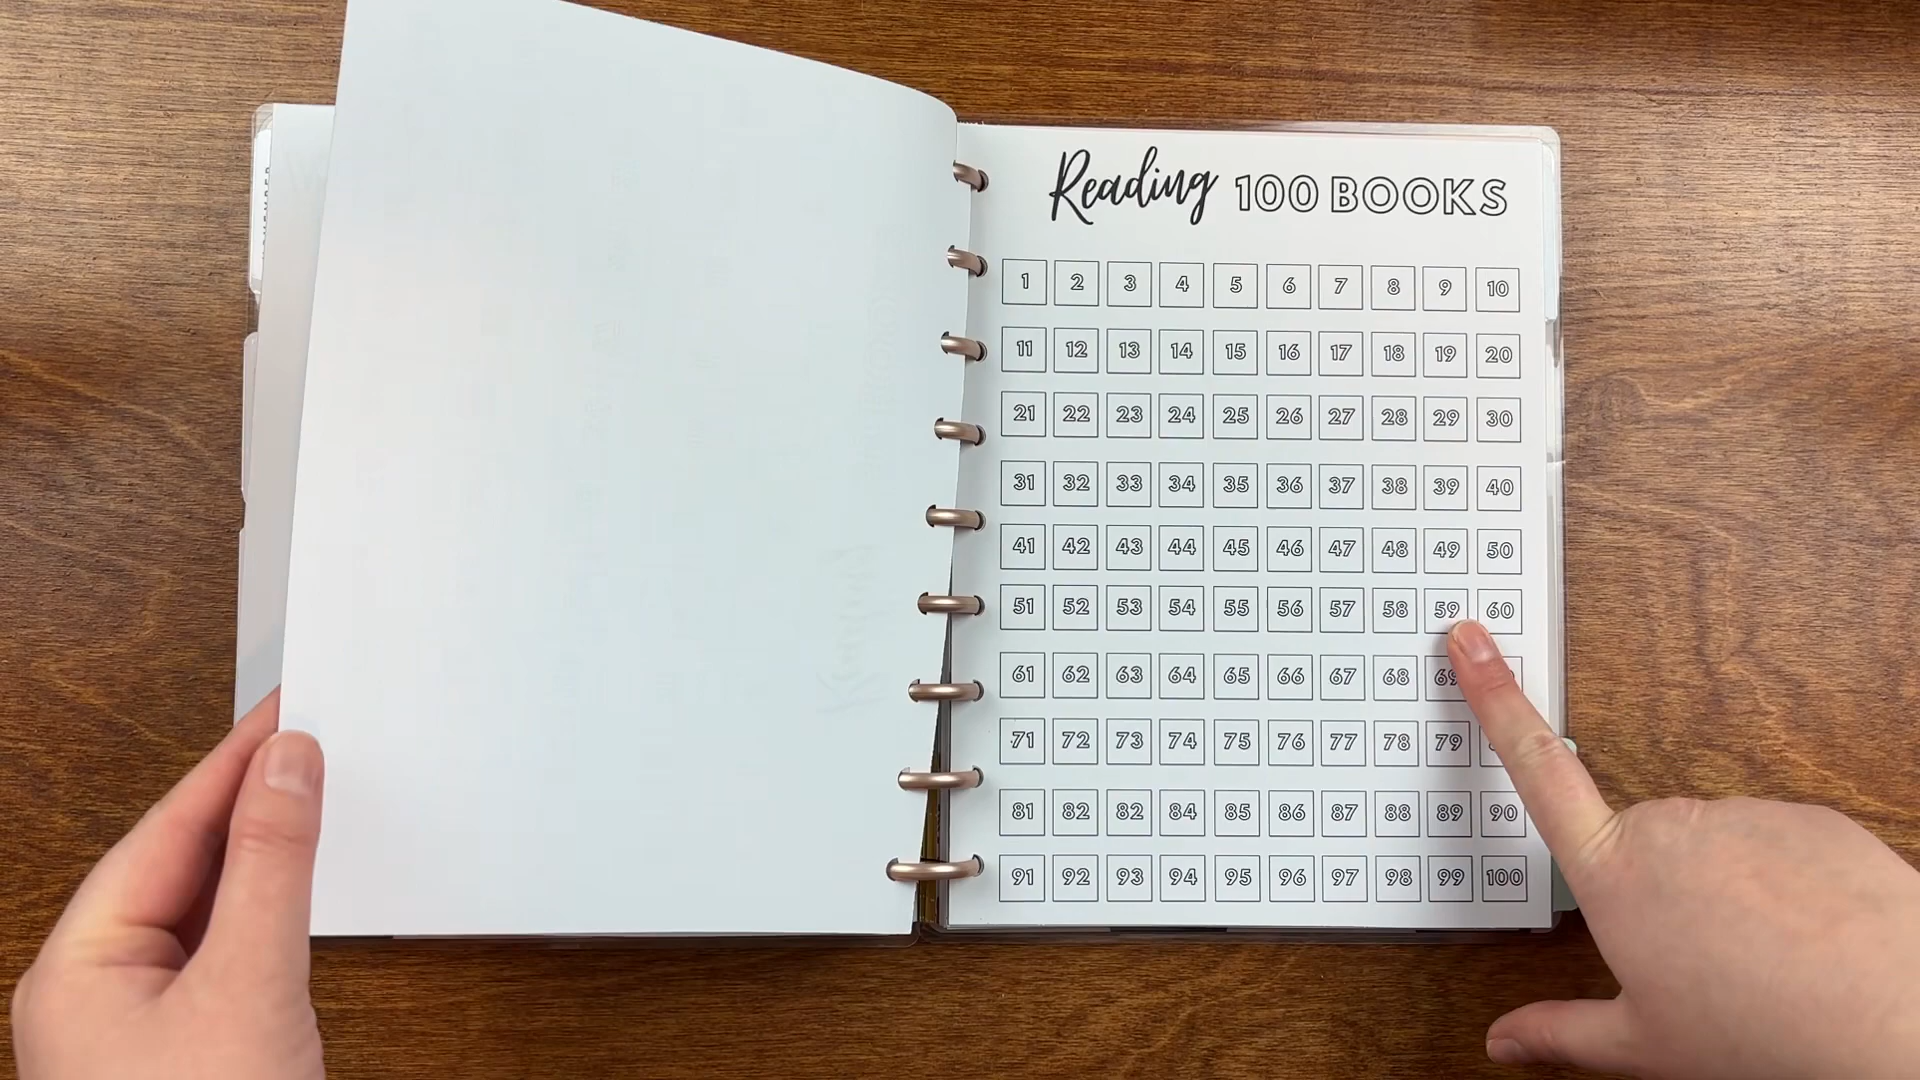 Reading 100 BOOKS
1 2 3 4 5 6 7 8 9 10
11 12 13 14 15 16 17 18 19 20
21 22 23 24 25 26 27 28 29 30
31 32 33 34 35 36 37 38 39 40
41 42 43 44 45 46 47 48 49 50
51 52 53 54 55 56 57 58 59 60
61 62 63 64 65 66 67 68 69
71 72 73 74 75 76 77 78 79
81 82 82 84 85 86 87 88 89 90
91 92 93 94 95 96 97 98 99 100